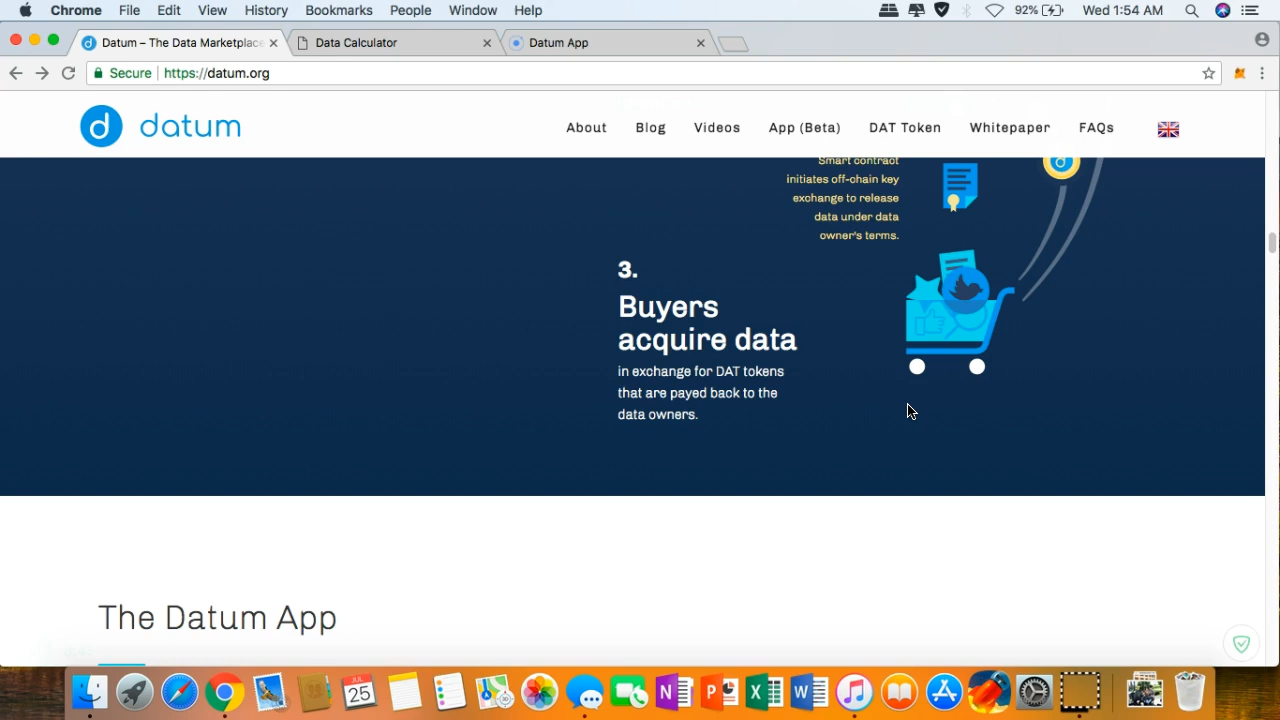 Chrome File Edit View History Bookmarks People Window Help 92% Wed 1:54 AM
Datum – The Data Marketplace Data Calculator Datum App
Secure https://datum.org
d datum About Blog Videos App (Beta) DAT Token Whitepaper FAQs
Smart contract
initiates off-chain key
exchange to release
data under data
owner's terms.
3.
Buyers
acquire data
in exchange for DAT tokens
that are payed back to the
data owners.
The Datum App
JUL
25
N P X W